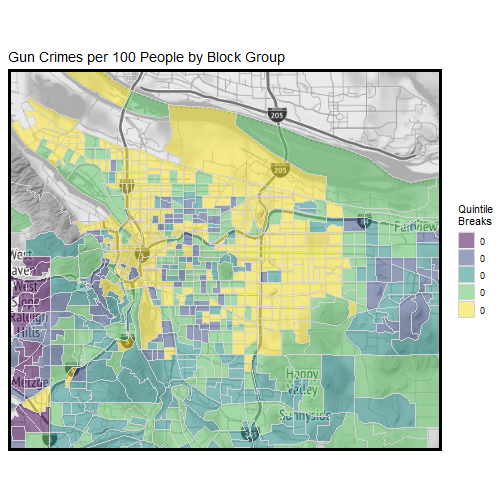 Gun Crimes per 100 People by Block Group
205
205
84
Fairview
West
Haven
West
Slope
Raleigh
Hills
Metzger
Happy
Valley
Sunnyside
5
5
205
Quintile
Breaks
0
0
0
0
0